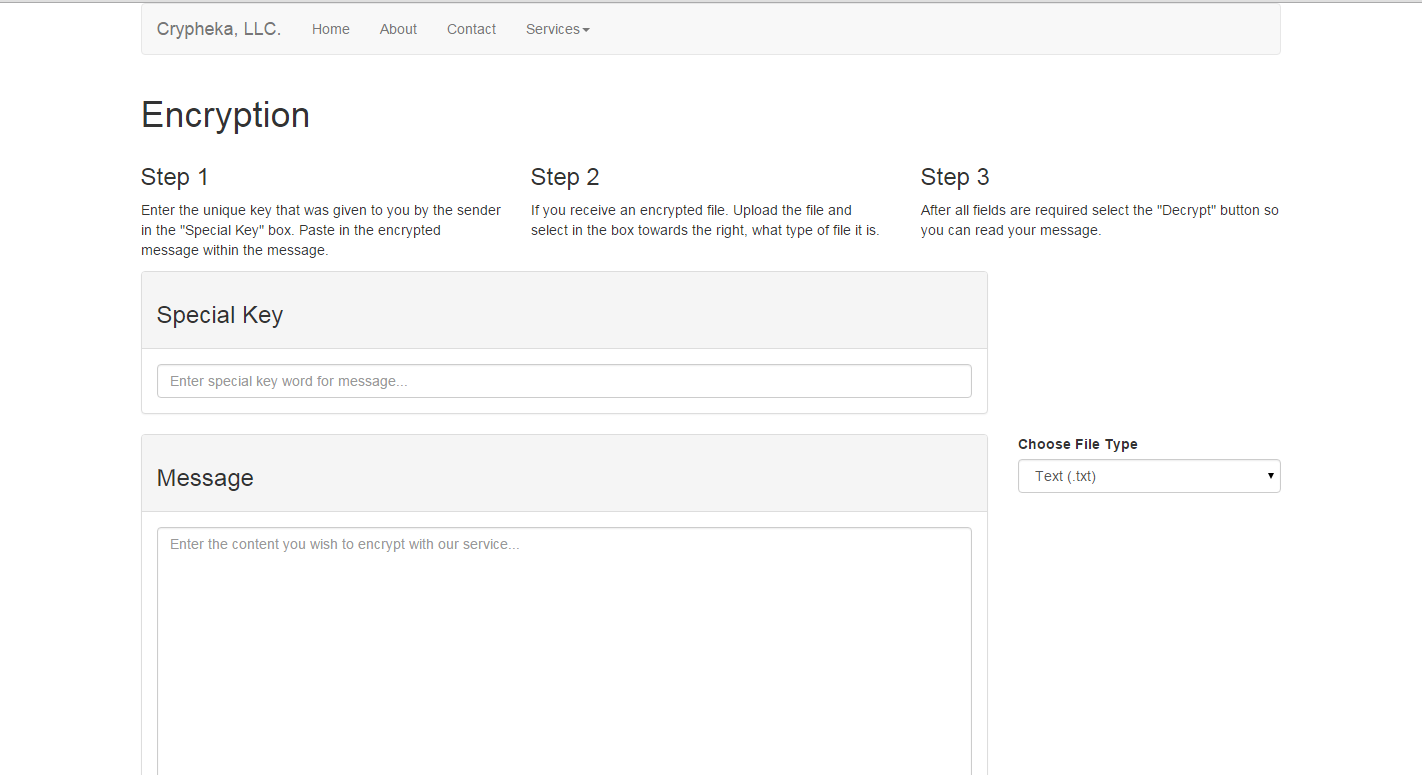 Crypheka, LLC. Home About Contact Services
Encryption
Step 1
Enter the unique key that was given to you by the sender
in the "Special Key" box. Paste in the encrypted
message within the message.
Step 2
If you receive an encrypted file. Upload the file and
select in the box towards the right, what type of file it is.
Step 3
After all fields are required select the "Decrypt" button so
you can read your message.
Special Key
Enter special key word for message...
Message
Enter the content you wish to encrypt with our service...
Choose File Type
Text (.txt)